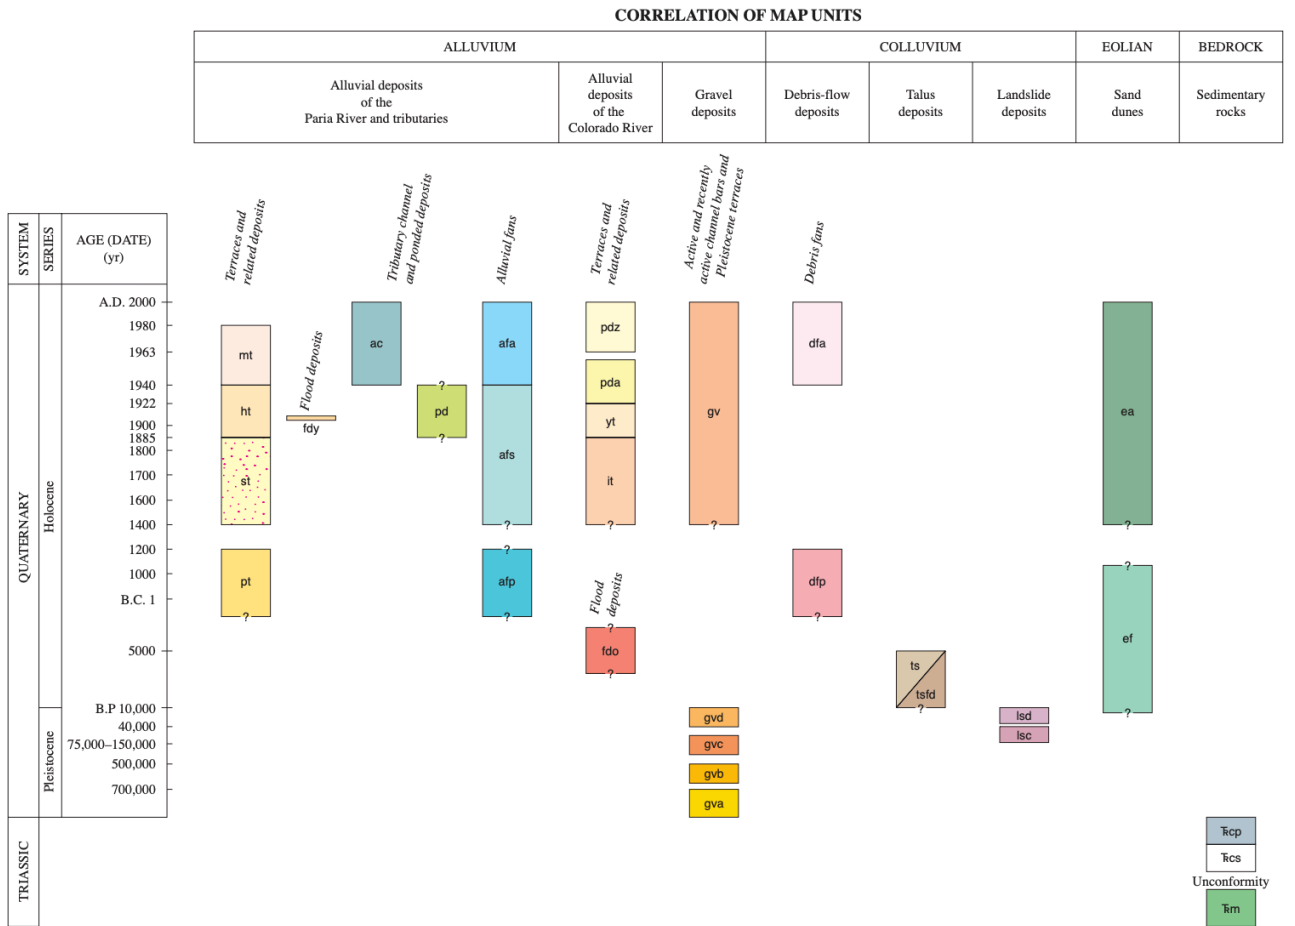 CORRELATION OF MAP UNITS
ALLUVIUM
COLLUVIUM
EOLIAN
BEDROCK
Alluvial deposits
of the
Paria River and tributaries
Alluvial
deposits
of the
Colorado River
Gravel
deposits
Debris-flow
deposits
Talus
deposits
Landslide
deposits
Sand
dunes
Sedimentary
rocks
SYSTEM
SERIES
AGE (DATE)
(yr)
Terraces and
related deposits
Flood deposits
Tributary channel
and ponded deposits
Alluvial fans
Terraces and
related deposits
Active and recently
active channel bars and
Pleistocene terraces
Debris fans
QUATERNARY
Holocene
Pleistocene
TRIASSIC
A.D. 2000
1980
1963
1940
1922
1900
1885
1800
1700
1600
1400
1200
1000
B.C. 1
5000
B.P 10,000
40,000
75,000–150,000
500,000
700,000
mt
ht
st
pt
?
fdy
ac
?
pd
?
afa
afs
?
?
afp
?
pdz
pda
yt
it
?
Flood
deposits
?
fdo
?
gv
?
gvd
gvc
gvb
gva
dfa
dfp
?
ts
tsfd
?
lsd
lsc
ea
?
?
ef
?
T̶Rcp
T̶Rcs
Unconformity
T̶Rm